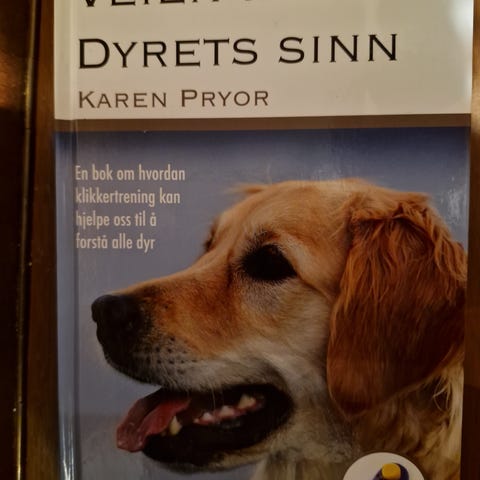 DYRETS SINN
KAREN PRYOR
En bok om hvordan
klikkertrening kan
hjelpe oss til å
forstå alle dyr